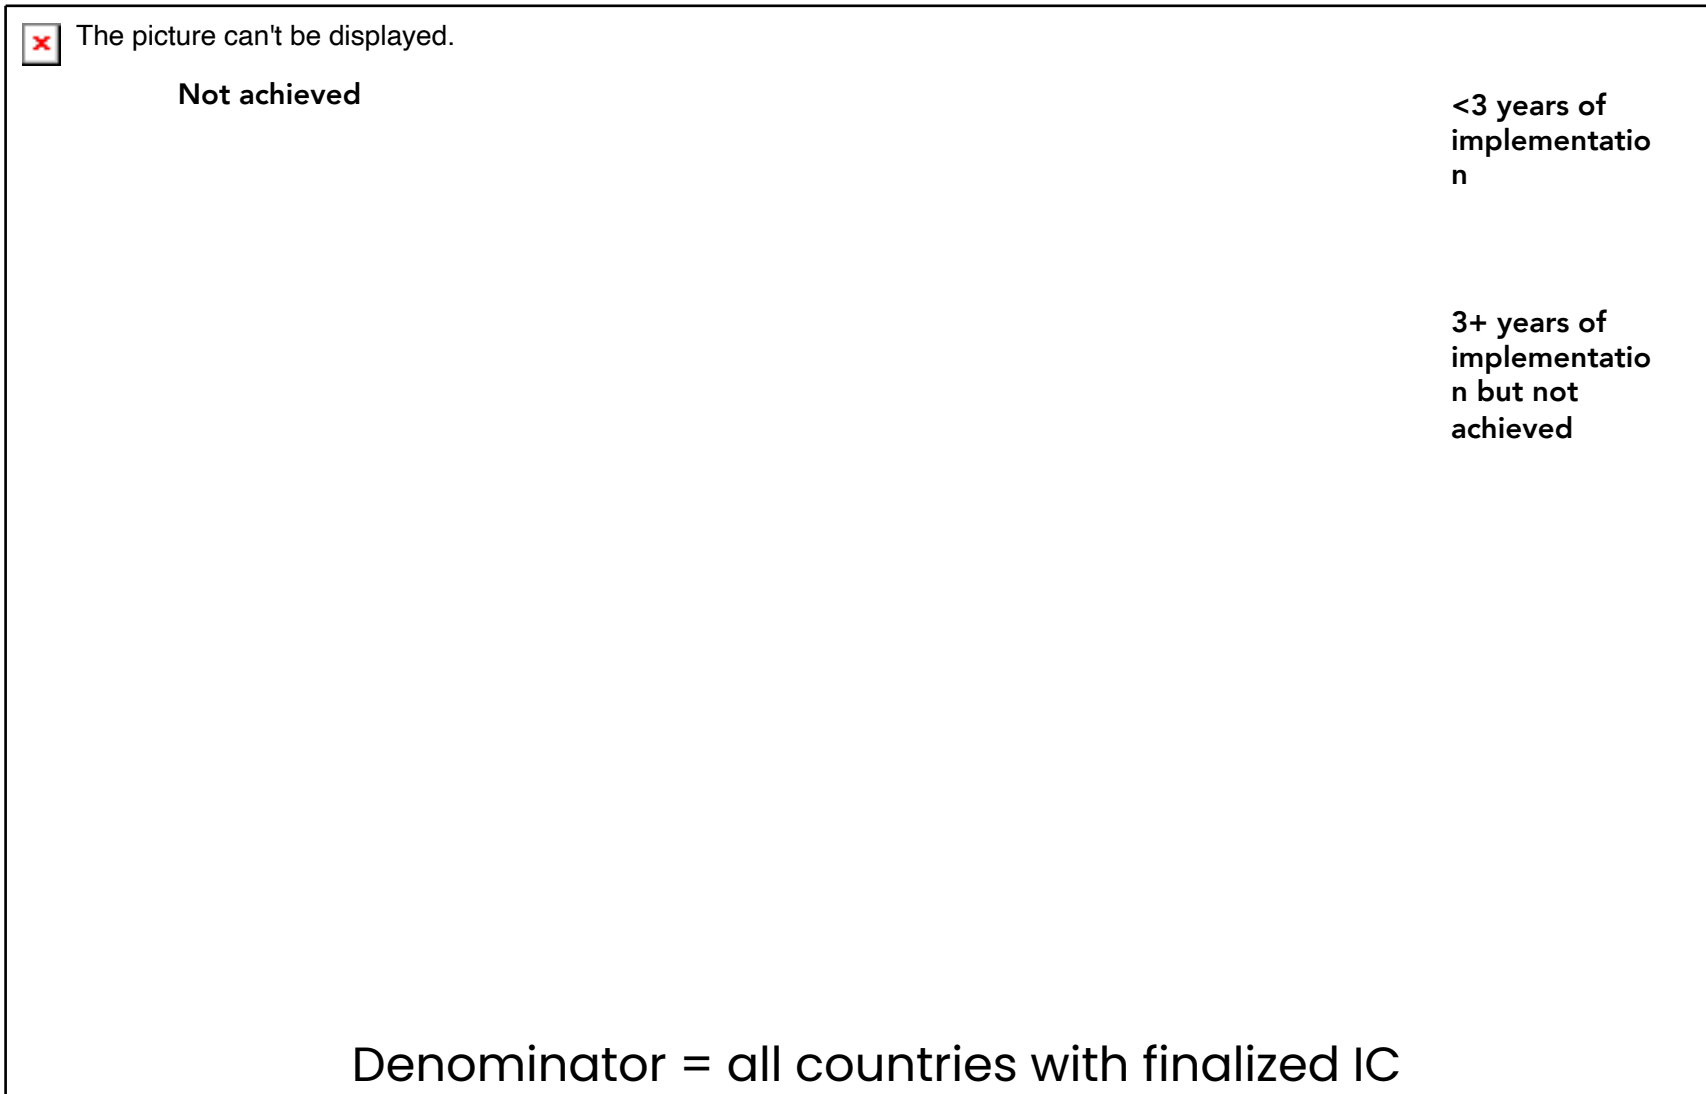 The picture can't be displayed.
Not achieved
<3 years of
implementatio
n
3+ years of
implementatio
n but not
achieved
Denominator = all countries with finalized IC